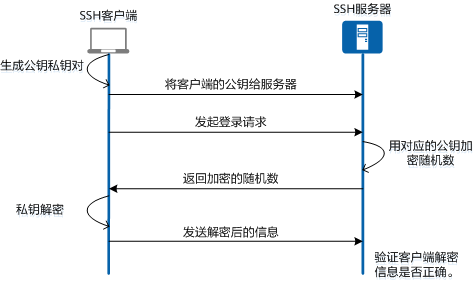 SSH客户端
SSH服务器
生成公钥私钥对
将客户端的公钥给服务器
发起登录请求
用对应的公钥加
密随机数
返回加密的随机数
私钥解密
发送解密后的信息
验证客户端解密
信息是否正确。